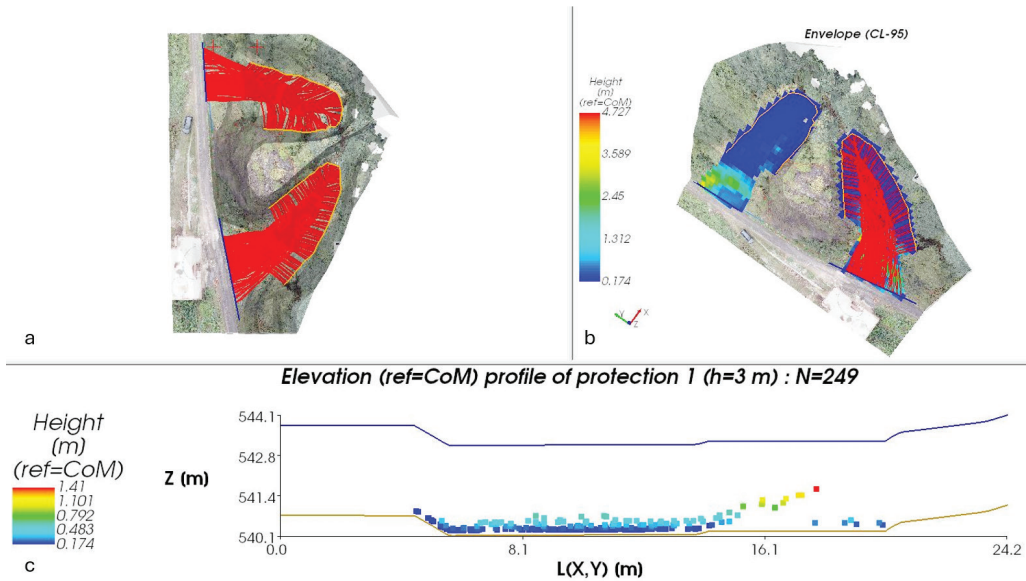 a
Envelope (CL-95)
Height
(m)
(ref=CoM)
4.727
3.589
2.45
1.312
0.174
Y
X
Z
b
Elevation (ref=CoM) profile of protection 1 (h=3 m) : N=249
Height
(m)
(ref=CoM)
1.41
1.101
0.792
0.483
0.174
c
Z (m)
544.1
542.8
541.4
540.1
0.0
8.1
16.1
24.2
L(X,Y) (m)